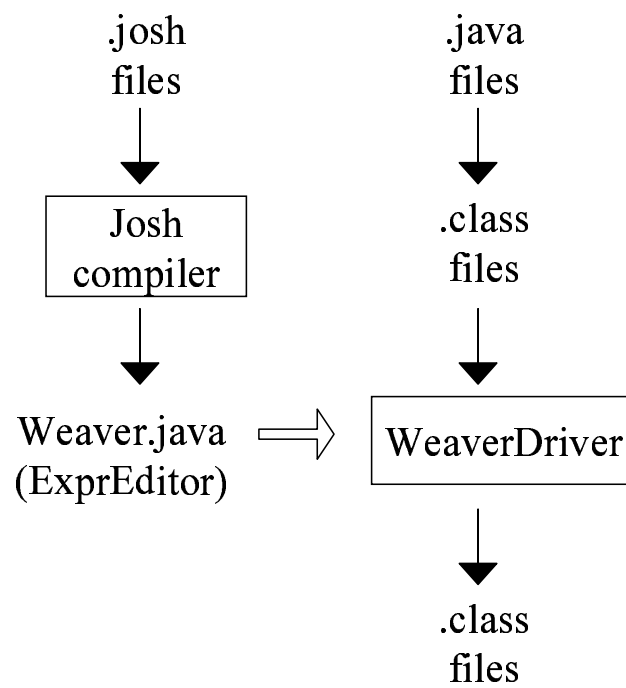 .josh
files
Josh
compiler
Weaver.java
(ExprEditor)
.java
files
.class
files
WeaverDriver
.class
files